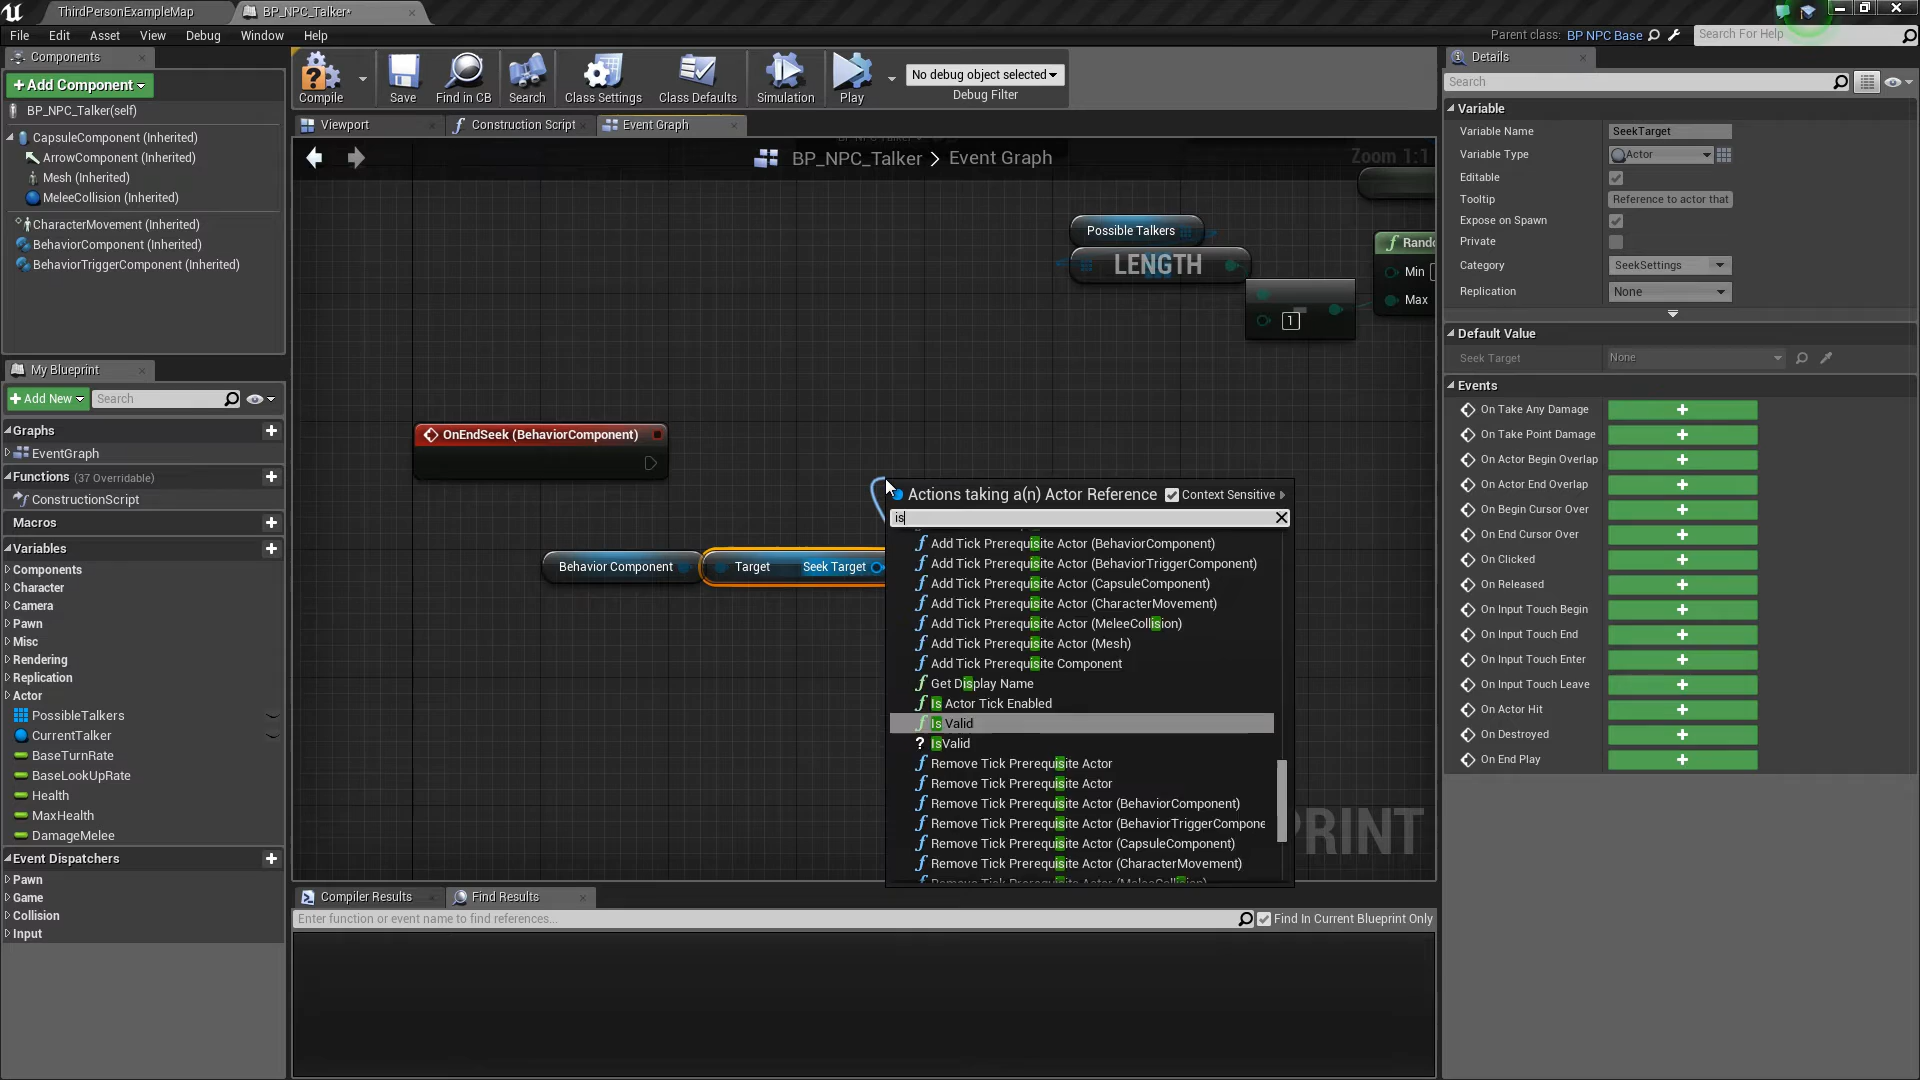 ThirdPersonExampleMap
BP_NPC_Talker*
File Edit Asset View Debug Window Help
Parent class: BP NPC Base
Search For Help
Components
+ Add Component
BP_NPC_Talker(self)
CapsuleComponent (Inherited)
ArrowComponent (Inherited)
Mesh (Inherited)
MeleeCollision (Inherited)
CharacterMovement (Inherited)
BehaviorComponent (Inherited)
BehaviorTriggerComponent (Inherited)
My Blueprint
+ Add New
Search
Graphs
EventGraph
Functions (37 Overridable)
ConstructionScript
Macros
Variables
Components
Character
Camera
Pawn
Misc
Rendering
Replication
Actor
PossibleTalkers
CurrentTalker
BaseTurnRate
BaseLookUpRate
Health
MaxHealth
DamageMelee
Event Dispatchers
Pawn
Game
Collision
Input
Compile
Save
Find in CB
Search
Class Settings
Class Defaults
Simulation
Play
No debug object selected
Debug Filter
Viewport
Construction Script
Event Graph
BP_NPC_Talker > Event Graph
Zoom 1:1
Possible Talkers
LENGTH
1
Min
Max
OnEndSeek (BehaviorComponent)
Behavior Component
Target Seek Target
Actions taking a(n) Actor Reference
Context Sensitive
is
Add Tick Prerequisite Actor (BehaviorComponent)
Add Tick Prerequisite Actor (BehaviorTriggerComponent)
Add Tick Prerequisite Actor (CapsuleComponent)
Add Tick Prerequisite Actor (CharacterMovement)
Add Tick Prerequisite Actor (MeleeCollision)
Add Tick Prerequisite Actor (Mesh)
Add Tick Prerequisite Component
Get Display Name
Is Actor Tick Enabled
Is Valid
? IsValid
Remove Tick Prerequisite Actor
Remove Tick Prerequisite Actor
Remove Tick Prerequisite Actor (BehaviorComponent)
Remove Tick Prerequisite Actor (BehaviorTriggerCompone
Remove Tick Prerequisite Actor (CapsuleComponent)
Remove Tick Prerequisite Actor (CharacterMovement)
PRINT
Compiler Results
Find Results
Enter function or event name to find references...
Find In Current Blueprint Only
Details
Search
Variable
Variable Name SeekTarget
Variable Type Actor
Editable
Tooltip Reference to actor that
Expose on Spawn
Private
Category SeekSettings
Replication None
Default Value
Seek Target None
Events
On Take Any Damage
On Take Point Damage
On Actor Begin Overlap
On Actor End Overlap
On Begin Cursor Over
On End Cursor Over
On Clicked
On Released
On Input Touch Begin
On Input Touch End
On Input Touch Enter
On Input Touch Leave
On Actor Hit
On Destroyed
On End Play